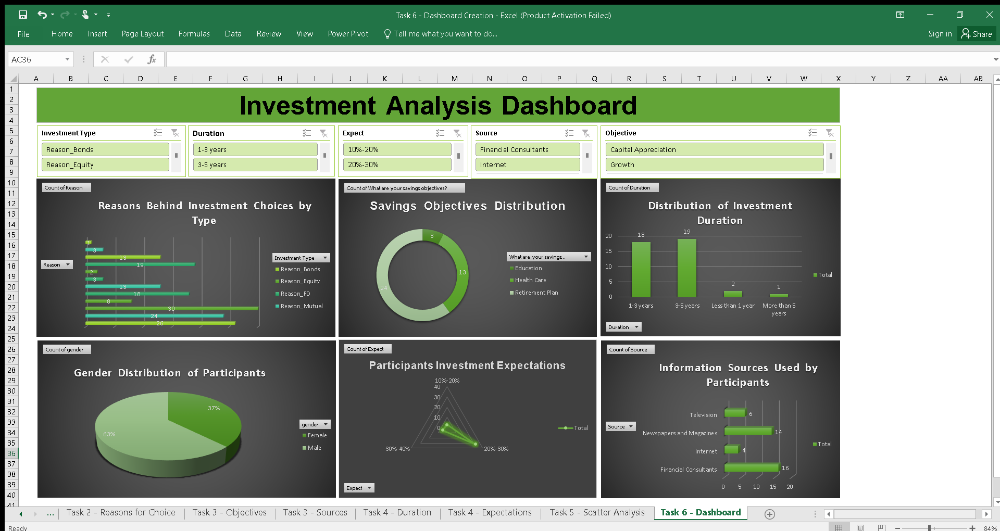 Task 6 - Dashboard Creation - Excel (Product Activation Failed)
File Home Insert Page Layout Formulas Data Review View Power Pivot Tell me what you want to do... Sign in Share
AC36 fx
A B C D E F G H I J K L M N O P Q R S T U V W X Y Z AA AB
1
2
3
4
5
6
7
8
9
10
11
12
13
14
15
16
17
18
19
20
21
22
23
24
25
26
27
28
29
30
31
32
33
34
35
36
37
38
39
40
41
Investment Analysis Dashboard
Investment Type
Reason_Bonds
Reason_Equity
Duration
1-3 years
3-5 years
Expect
10%-20%
20%-30%
Source
Financial Consultants
Internet
Objective
Capital Appreciation
Growth
Count of Reason
Reasons Behind Investment Choices by
Type
1
3
13
19
2
3
13
18
8
30
24
26
Reason
Investment Type
Reason_Bonds
Reason_Equity
Reason_FD
Reason_Mutual
Count of What are your savings objectives?
Savings Objectives Distribution
3
13
24
What are your savings...
Education
Health Care
Retirement Plan
Count of Duration
Distribution of Investment
Duration
20
15
10
5
0
18
19
2
1
1-3 years 3-5 years Less than 1 year More than 5
years
Total
Duration
Count of gender
Gender Distribution of Participants
37%
63%
gender
Female
Male
Count of Expect
Participants Investment Expectations
10%-20%
40
30
20
10
0
30%-40% 20%-30%
Total
Expect
Count of Source
Information Sources Used by
Participants
Television 6
Newspapers and Magazines 14
Internet 4
Financial Consultants 16
0 5 10 15 20
Source
Total
... Task 2 - Reasons for Choice Task 3 - Objectives Task 3 - Sources Task 4 - Duration Task 4 - Expectations Task 5 - Scatter Analysis Task 6 - Dashboard
Ready 84%